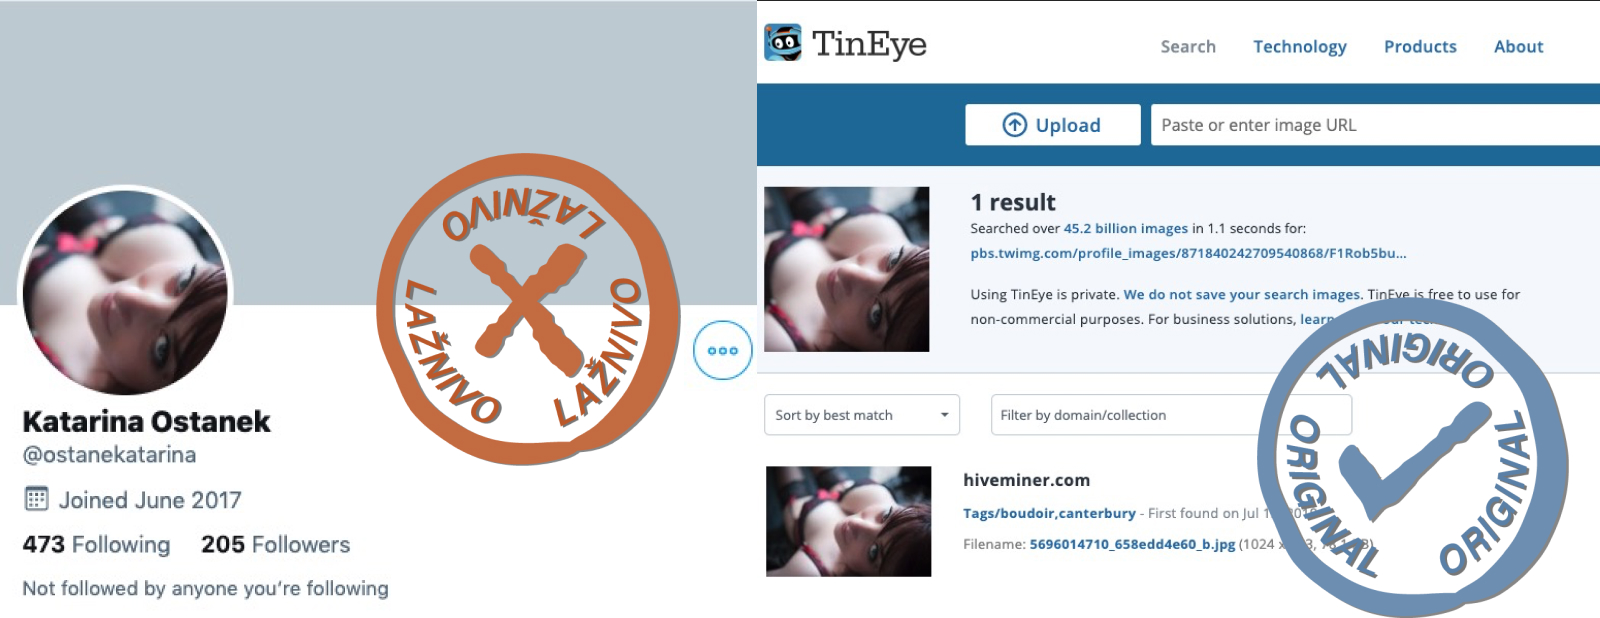 Katarina Ostanek
@ostanekatarina
Joined June 2017
473 Following 205 Followers
Not followed by anyone you're following
LAŽNIVO
LAŽNIVO
LAŽNIVO
TinEye
Search Technology Products About
Upload
Paste or enter image URL
1 result
Searched over 45.2 billion images in 1.1 seconds for:
pbs.twimg.com/profile_images/871840242709540868/F1Rob5bu...
Using TinEye is private. We do not save your search images. TinEye is free to use for
non-commercial purposes. For business solutions, learn
Sort by best match
Filter by domain/collection
hiveminer.com
Tags/boudoir,canterbury - First found on Jul
Filename: 5696014710_658edd4e60_b.jpg (1024 x
ORIGINAL
ORIGINAL
ORIGINAL